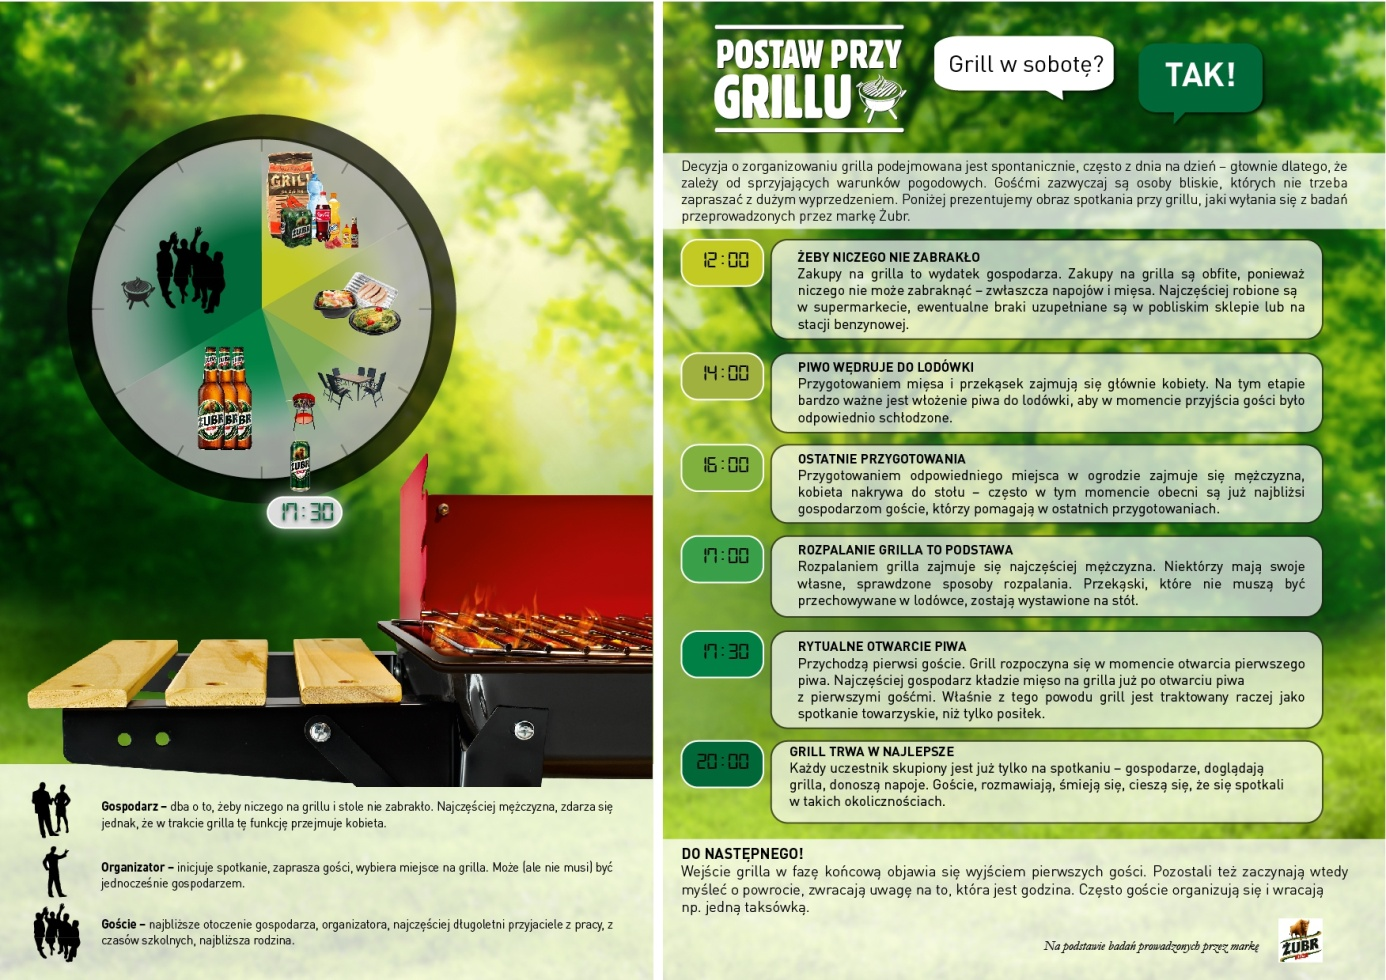 GRILL
ŻUBR
ŻUBR
ŻUBR
17:30
Gospodarz – dba o to, żeby niczego na grillu i stole nie zabrakło. Najczęściej mężczyzna, zdarza się
jednak, że w trakcie grilla tę funkcję przejmuje kobieta.
Organizator – inicjuje spotkanie, zaprasza gości, wybiera miejsce na grilla. Może (ale nie musi) być
jednocześnie gospodarzem.
Goście – najbliższe otoczenie gospodarza, organizatora, najczęściej długoletni przyjaciele z pracy, z
czasów szkolnych, najbliższa rodzina.
POSTAW PRZY
GRILLU
Grill w sobotę?
TAK!
Decyzja o zorganizowaniu grilla podejmowana jest spontanicznie, często z dnia na dzień – głownie dlatego, że
zależy od sprzyjających warunków pogodowych. Gośćmi zazwyczaj są osoby bliskie, których nie trzeba
zapraszać z dużym wyprzedzeniem. Poniżej prezentujemy obraz spotkania przy grillu, jaki wyłania się z badań
przeprowadzonych przez markę Żubr.
12:00
ŻEBY NICZEGO NIE ZABRAKŁO
Zakupy na grilla to wydatek gospodarza. Zakupy na grilla są obfite, ponieważ
niczego nie może zabraknąć – zwłaszcza napojów i mięsa. Najczęściej robione są
w supermarkecie, ewentualne braki uzupełniane są w pobliskim sklepie lub na
stacji benzynowej.
14:00
PIWO WĘDRUJE DO LODÓWKI
Przygotowaniem mięsa i przekąsek zajmują się głównie kobiety. Na tym etapie
bardzo ważne jest włożenie piwa do lodówki, aby w momencie przyjścia gości było
odpowiednio schłodzone.
16:00
OSTATNIE PRZYGOTOWANIA
Przygotowaniem odpowiedniego miejsca w ogrodzie zajmuje się mężczyzna,
kobieta nakrywa do stołu – często w tym momencie obecni są już najbliżsi
gospodarzom goście, którzy pomagają w ostatnich przygotowaniach.
17:00
ROZPALANIE GRILLA TO PODSTAWA
Rozpalaniem grilla zajmuje się najczęściej mężczyzna. Niektórzy mają swoje
własne, sprawdzone sposoby rozpalania. Przekąski, które nie muszą być
przechowywane w lodówce, zostają wystawione na stół.
17:30
RYTUALNE OTWARCIE PIWA
Przychodzą pierwsi goście. Grill rozpoczyna się w momencie otwarcia pierwszego
piwa. Najczęściej gospodarz kładzie mięso na grilla już po otwarciu piwa
z pierwszymi gośćmi. Właśnie z tego powodu grill jest traktowany raczej jako
spotkanie towarzyskie, niż tylko posiłek.
20:00
GRILL TRWA W NAJLEPSZE
Każdy uczestnik skupiony jest już tylko na spotkaniu – gospodarze, doglądają
grilla, donoszą napoje. Goście, rozmawiają, śmieją się, cieszą się, że się spotkali
w takich okolicznościach.
DO NASTĘPNEGO!
Wejście grilla w fazę końcową objawia się wyjściem pierwszych gości. Pozostali też zaczynają wtedy
myśleć o powrocie, zwracają uwagę na to, która jest godzina. Często goście organizują się i wracają
np. jedną taksówką.
Na podstawie badań prowadzonych przez markę
ŻUBR